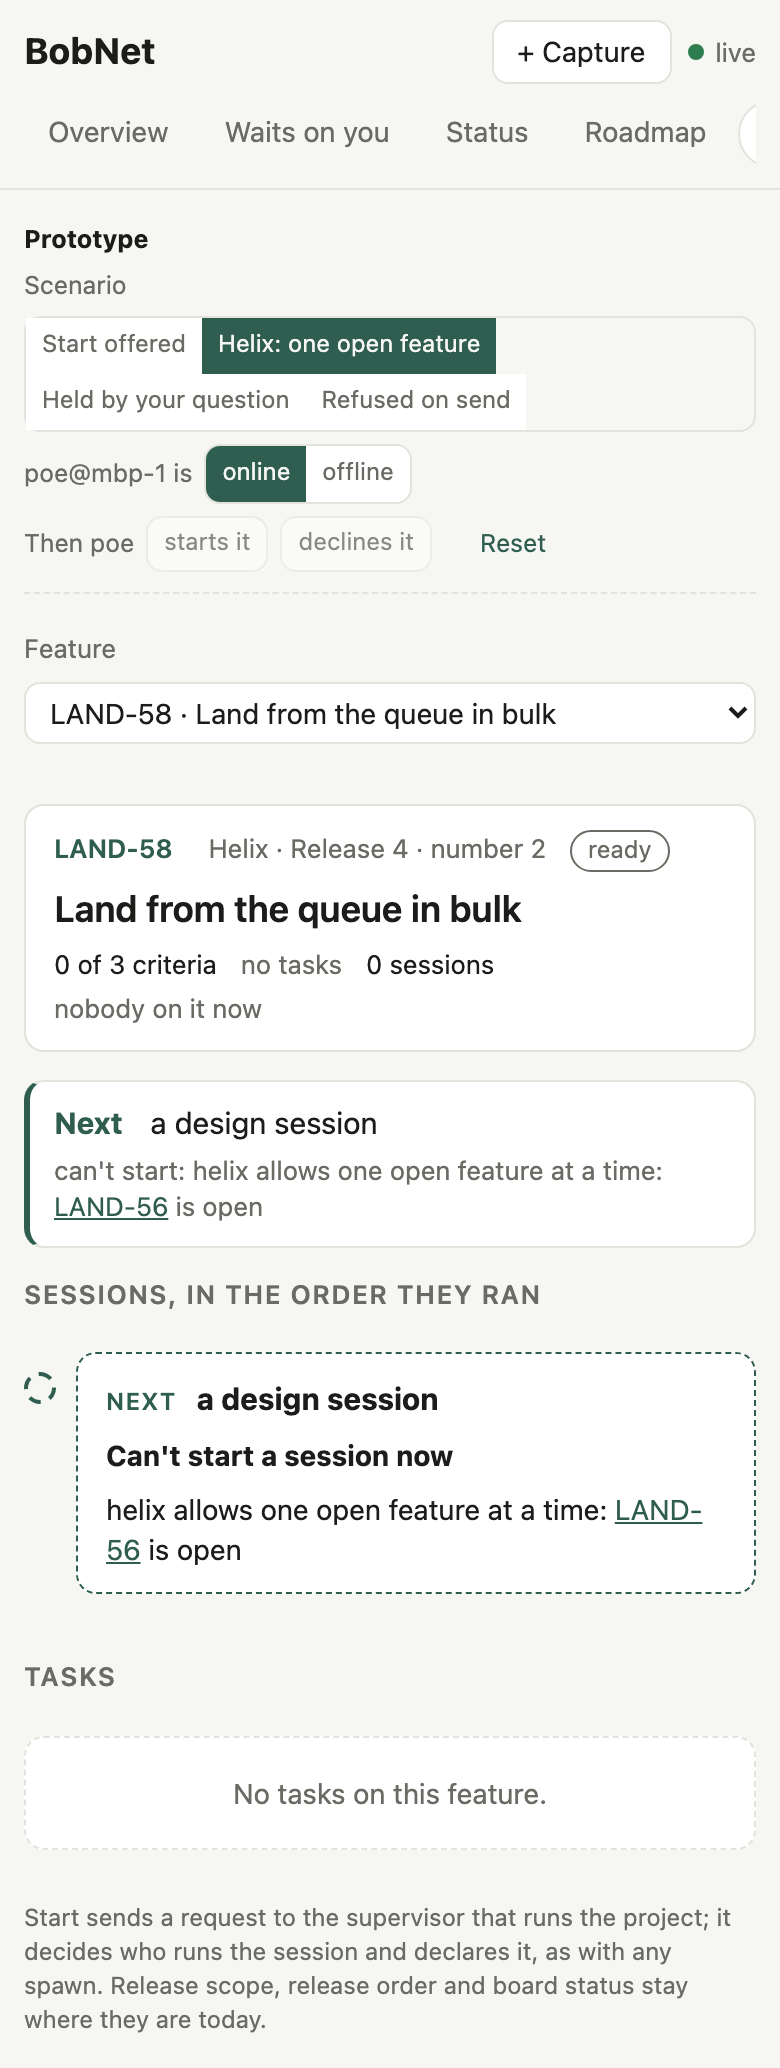 BobNet
+ Capture
live
Overview
Waits on you
Status
Roadmap
Prototype
Scenario
Start offered
Helix: one open feature
Held by your question
Refused on send
poe@mbp-1 is
online
offline
Then poe
starts it
declines it
Reset
Feature
LAND-58 · Land from the queue in bulk
LAND-58
Helix · Release 4 · number 2
ready
Land from the queue in bulk
0 of 3 criteria
no tasks
0 sessions
nobody on it now
Next
a design session
can't start: helix allows one open feature at a time:
LAND-56 is open
SESSIONS, IN THE ORDER THEY RAN
NEXT
a design session
Can't start a session now
helix allows one open feature at a time: LAND-
56 is open
TASKS
No tasks on this feature.
Start sends a request to the supervisor that runs the project; it
decides who runs the session and declares it, as with any
spawn. Release scope, release order and board status stay
where they are today.